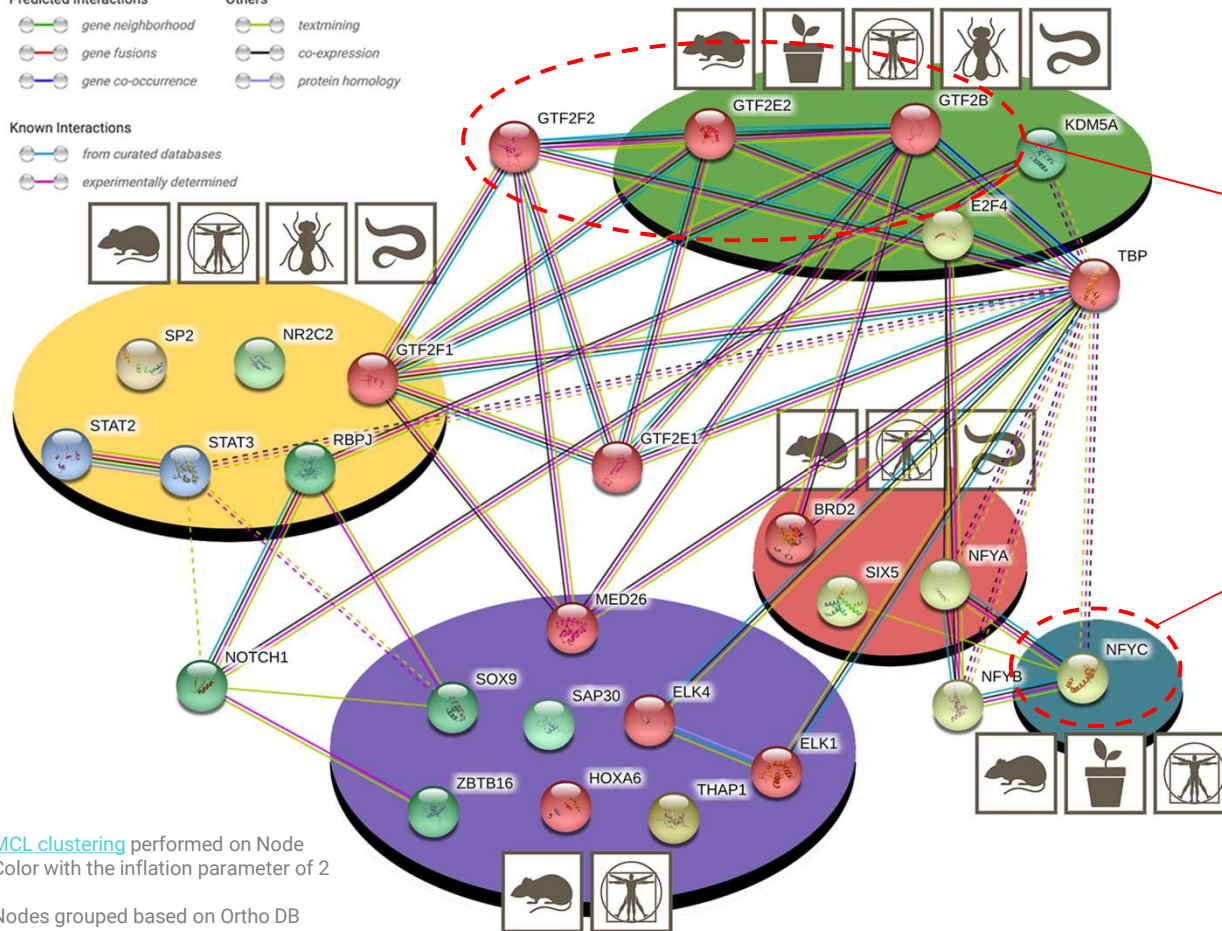 Predicted Interactions
Others
gene neighborhood
textmining
gene fusions
co-expression
gene co-occurrence
protein homology
Known Interactions
from curated databases
experimentally determined
GTF2F2
GTF2E2
GTF2B
KDM5A
E2F4
TBP
SP2
NR2C2
GTF2F1
STAT2
STAT3
RBPJ
GTF2E1
BRD2
SIX5
NFYA
MED26
NFYC
NFYB
NOTCH1
SOX9
SAP30
ELK4
ELK1
ZBTB16
HOXA6
THAP1
MCL clustering performed on Node
Color with the inflation parameter of 2
Nodes grouped based on Ortho DB